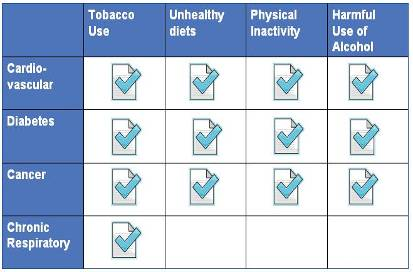 Tobacco
Use
Unhealthy
diets
Physical
Inactivity
Harmful
Use of
Alcohol
Cardio-
vascular
Diabetes
Cancer
Chronic
Respiratory